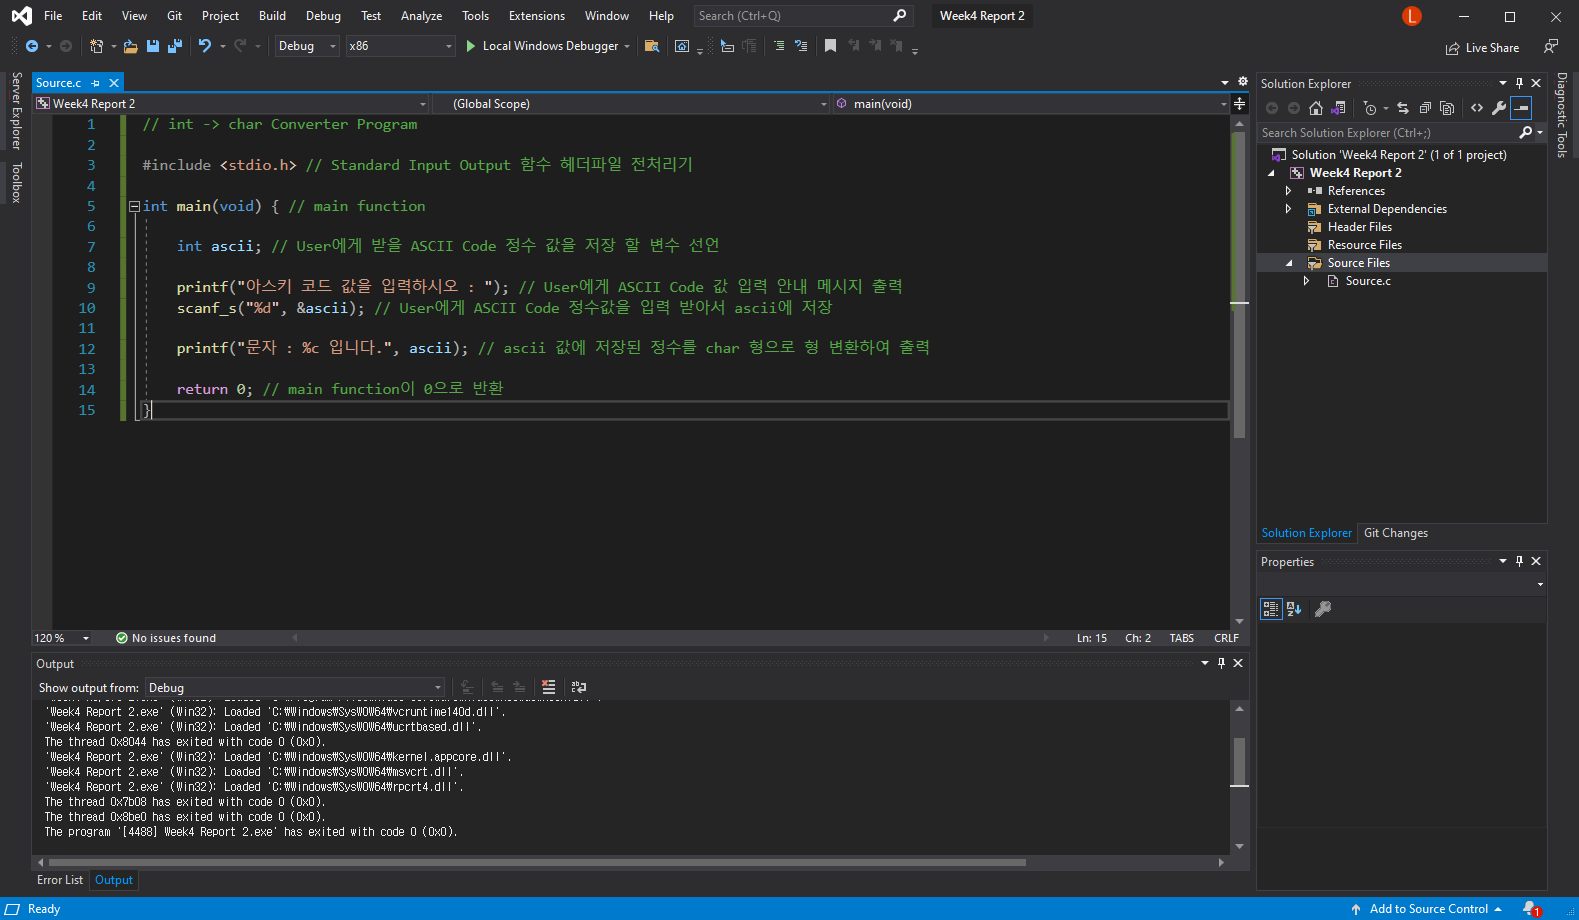 File Edit View Git Project Build Debug Test Analyze Tools Extensions Window Help Search (Ctrl+Q) Week4 Report 2 L
Debug x86 Local Windows Debugger Live Share
Server Explorer
Toolbox
Source.c
Week4 Report 2 (Global Scope) main(void)
1 // int -> char Converter Program
2
3 #include <stdio.h> // Standard Input Output 함수 헤더파일 전처리기
4
5 int main(void) { // main function
6
7 int ascii; // User에게 받을 ASCII Code 정수 값을 저장 할 변수 선언
8
9 printf("아스키 코드 값을 입력하시오 : "); // User에게 ASCII Code 값 입력 안내 메시지 출력
10 scanf_s("%d", &ascii); // User에게 ASCII Code 정수값을 입력 받아서 ascii에 저장
11
12 printf("문자 : %c 입니다.", ascii); // ascii 값에 저장된 정수를 char 형으로 형 변환하여 출력
13
14 return 0; // main function이 0으로 반환
15 }
120 % No issues found Ln: 15 Ch: 2 TABS CRLF
Output
Show output from: Debug
'Week4 Report 2.exe' (Win32): Loaded 'C:₩Windows₩SysWOW64₩vcruntime140d.dll'.
'Week4 Report 2.exe' (Win32): Loaded 'C:₩Windows₩SysWOW64₩ucrtbased.dll'.
The thread 0x8044 has exited with code 0 (0x0).
'Week4 Report 2.exe' (Win32): Loaded 'C:₩Windows₩SysWOW64₩kernel.appcore.dll'.
'Week4 Report 2.exe' (Win32): Loaded 'C:₩Windows₩SysWOW64₩msvcrt.dll'.
'Week4 Report 2.exe' (Win32): Loaded 'C:₩Windows₩SysWOW64₩rpcrt4.dll'.
The thread 0x7b08 has exited with code 0 (0x0).
The thread 0x8be0 has exited with code 0 (0x0).
The program '[4488] Week4 Report 2.exe' has exited with code 0 (0x0).
Error List Output
Solution Explorer
Search Solution Explorer (Ctrl+;)
Solution 'Week4 Report 2' (1 of 1 project)
Week4 Report 2
References
External Dependencies
Header Files
Resource Files
Source Files
Source.c
Solution Explorer Git Changes
Properties
Diagnostic Tools
Ready Add to Source Control 1